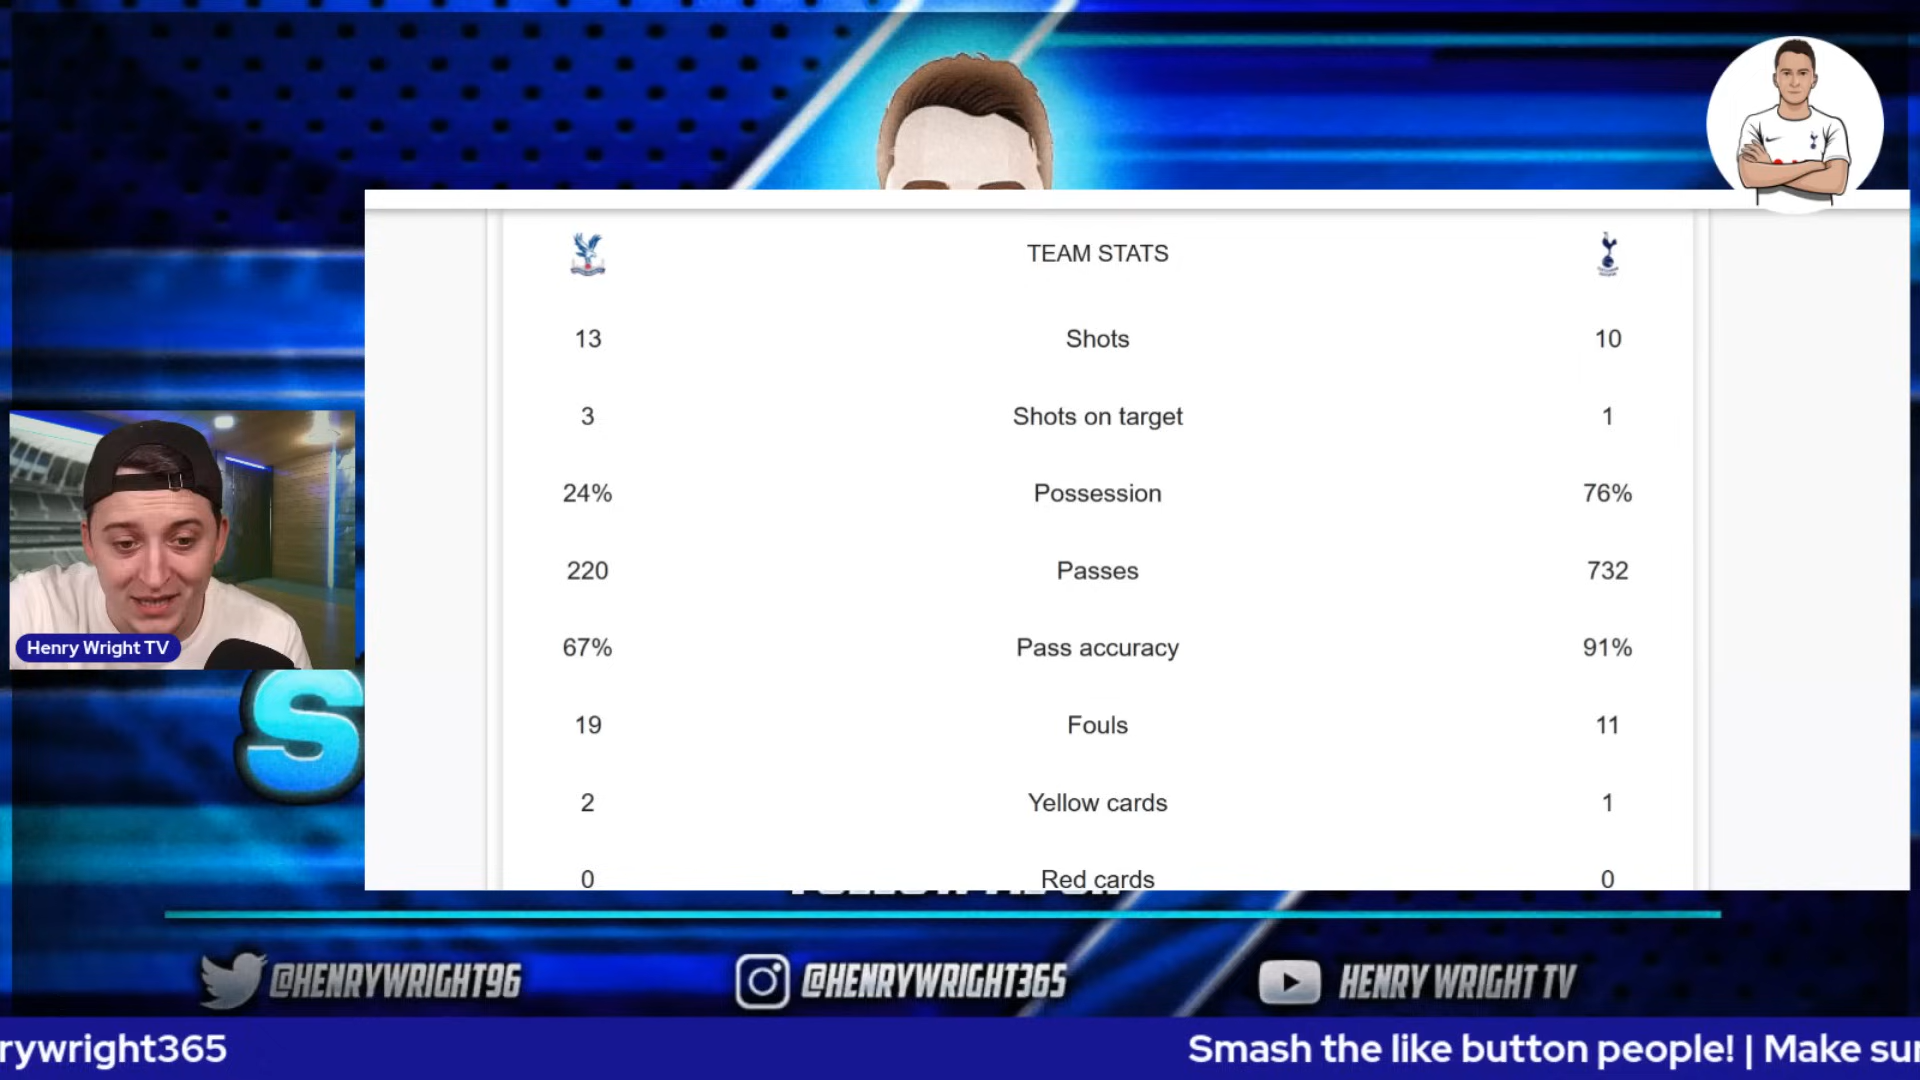 TEAM STATS
13 Shots 10
3 Shots on target 1
24% Possession 76%
220 Passes 732
67% Pass accuracy 91%
19 Fouls 11
2 Yellow cards 1
0 Red cards 0
Henry Wright TV
S
@HENRYWRIGHT96 @HENRYWRIGHT365 HENRY WRIGHT TV
rywright365 Smash the like button people! | Make sur